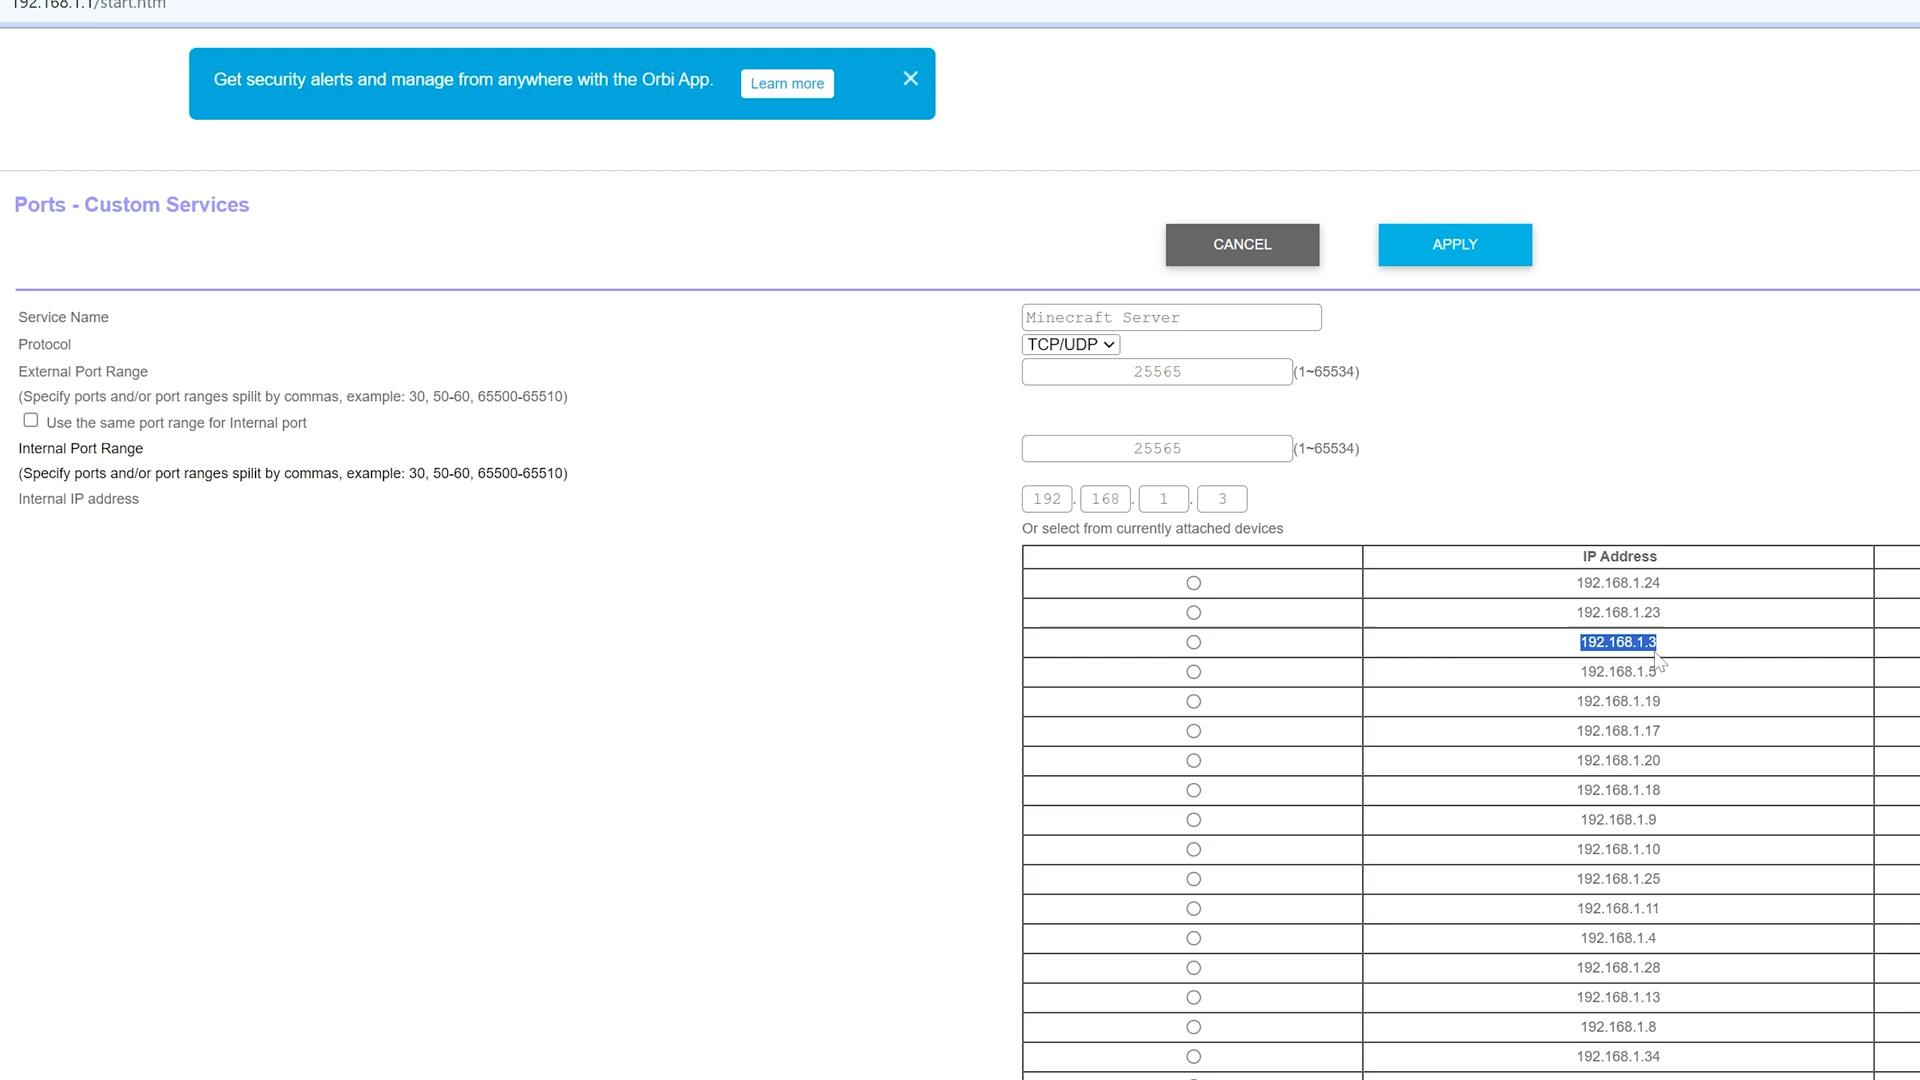 192.168.1.1/start.htm
Get security alerts and manage from anywhere with the Orbi App.
Learn more
Ports - Custom Services
CANCEL
APPLY
Service Name
Minecraft Server
Protocol
TCP/UDP
External Port Range
25565
(1~65534)
(Specify ports and/or port ranges spilit by commas, example: 30, 50-60, 65500-65510)
Use the same port range for Internal port
Internal Port Range
25565
(1~65534)
(Specify ports and/or port ranges spilit by commas, example: 30, 50-60, 65500-65510)
Internal IP address
192 . 168 . 1 . 3
Or select from currently attached devices
IP Address
192.168.1.24
192.168.1.23
192.168.1.3
192.168.1.5
192.168.1.19
192.168.1.17
192.168.1.20
192.168.1.18
192.168.1.9
192.168.1.10
192.168.1.25
192.168.1.11
192.168.1.4
192.168.1.28
192.168.1.13
192.168.1.8
192.168.1.34